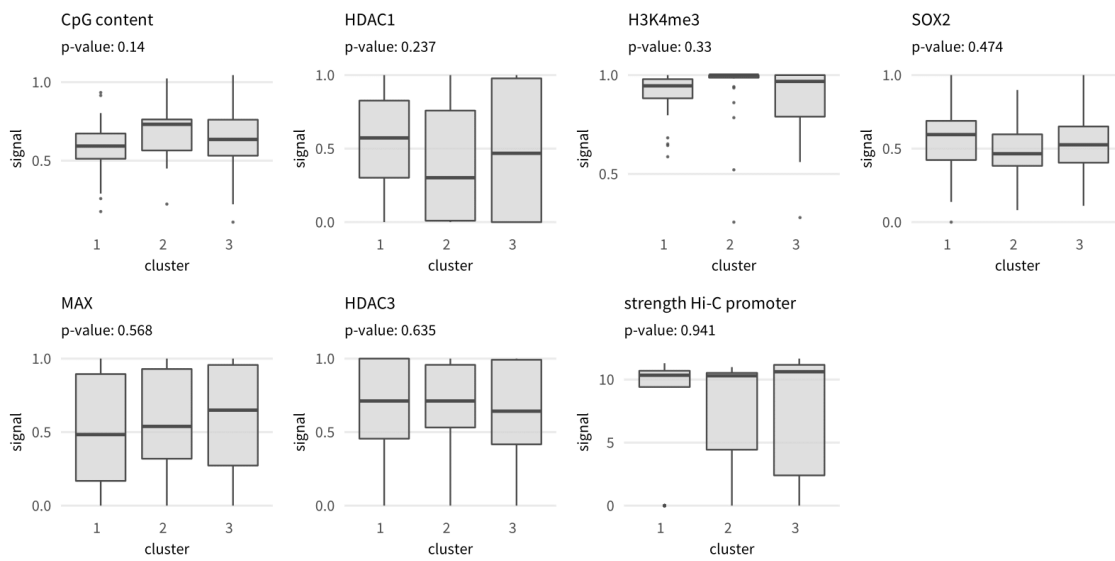 CpG content
p-value: 0.14
1.0
0.5
signal
1 2 3
cluster
HDAC1
p-value: 0.237
1.0
0.5
0.0
signal
1 2 3
cluster
H3K4me3
p-value: 0.33
1.0
0.5
signal
1 2 3
cluster
SOX2
p-value: 0.474
1.0
0.5
0.0
signal
1 2 3
cluster
MAX
p-value: 0.568
1.0
0.5
0.0
signal
1 2 3
cluster
HDAC3
p-value: 0.635
1.0
0.5
0.0
signal
1 2 3
cluster
strength Hi-C promoter
p-value: 0.941
10
5
0
signal
1 2 3
cluster